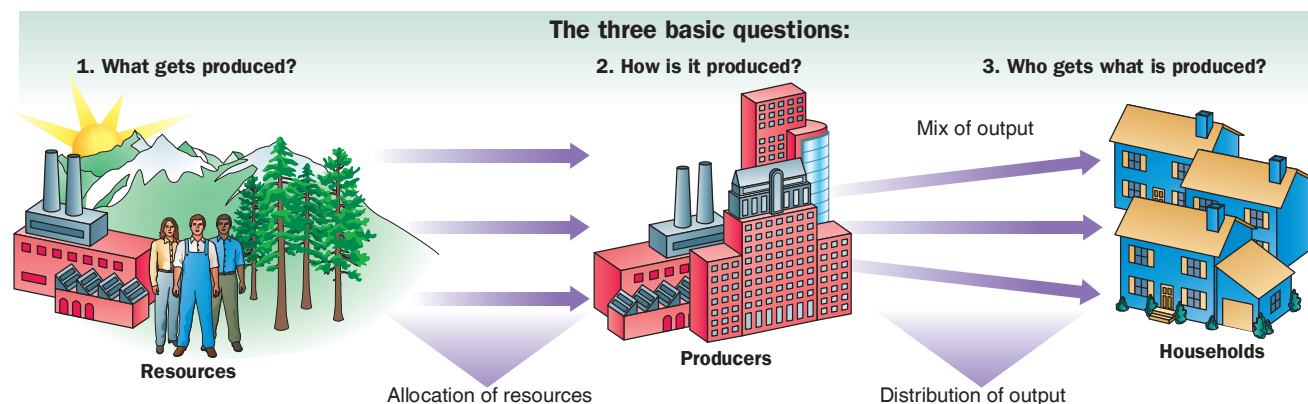 The three basic questions:
1. What gets produced?
2. How is it produced?
3. Who gets what is produced?
Mix of output
Resources
Producers
Households
Allocation of resources
Distribution of output